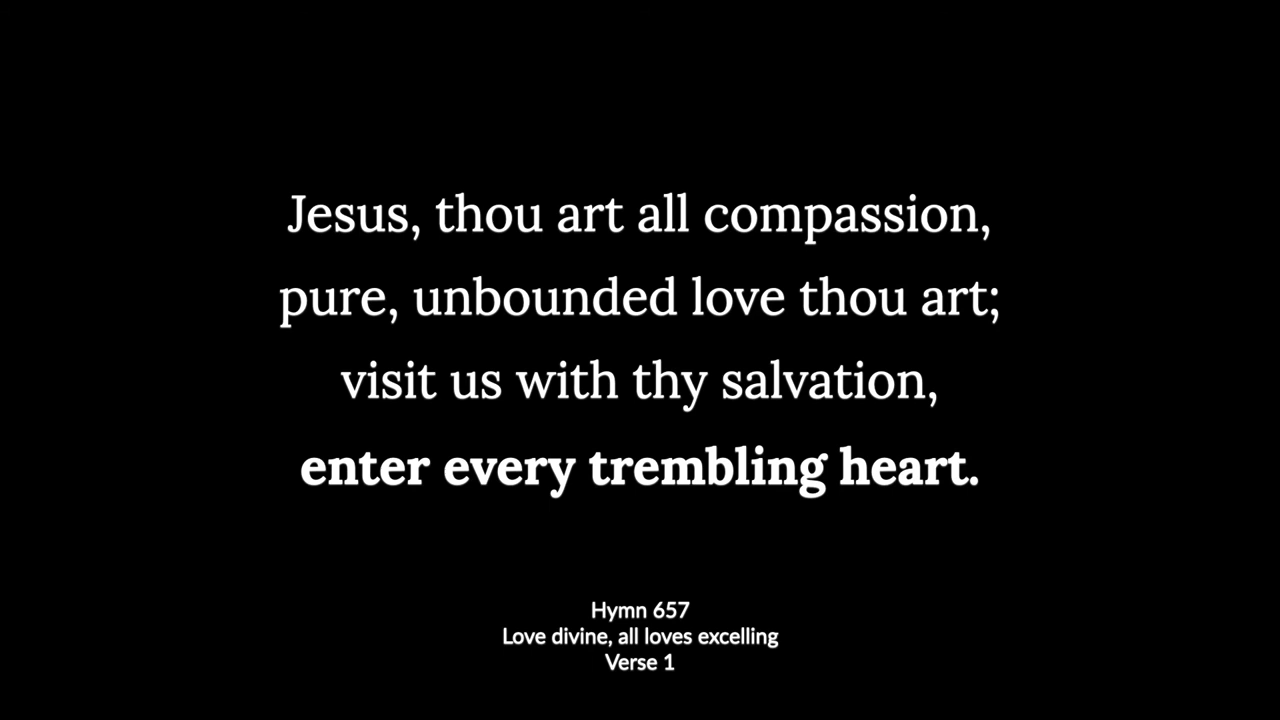 Jesus, thou art all compassion,
pure, unbounded love thou art;
visit us with thy salvation,
enter every trembling heart.
Hymn 657
Love divine, all loves excelling
Verse 1